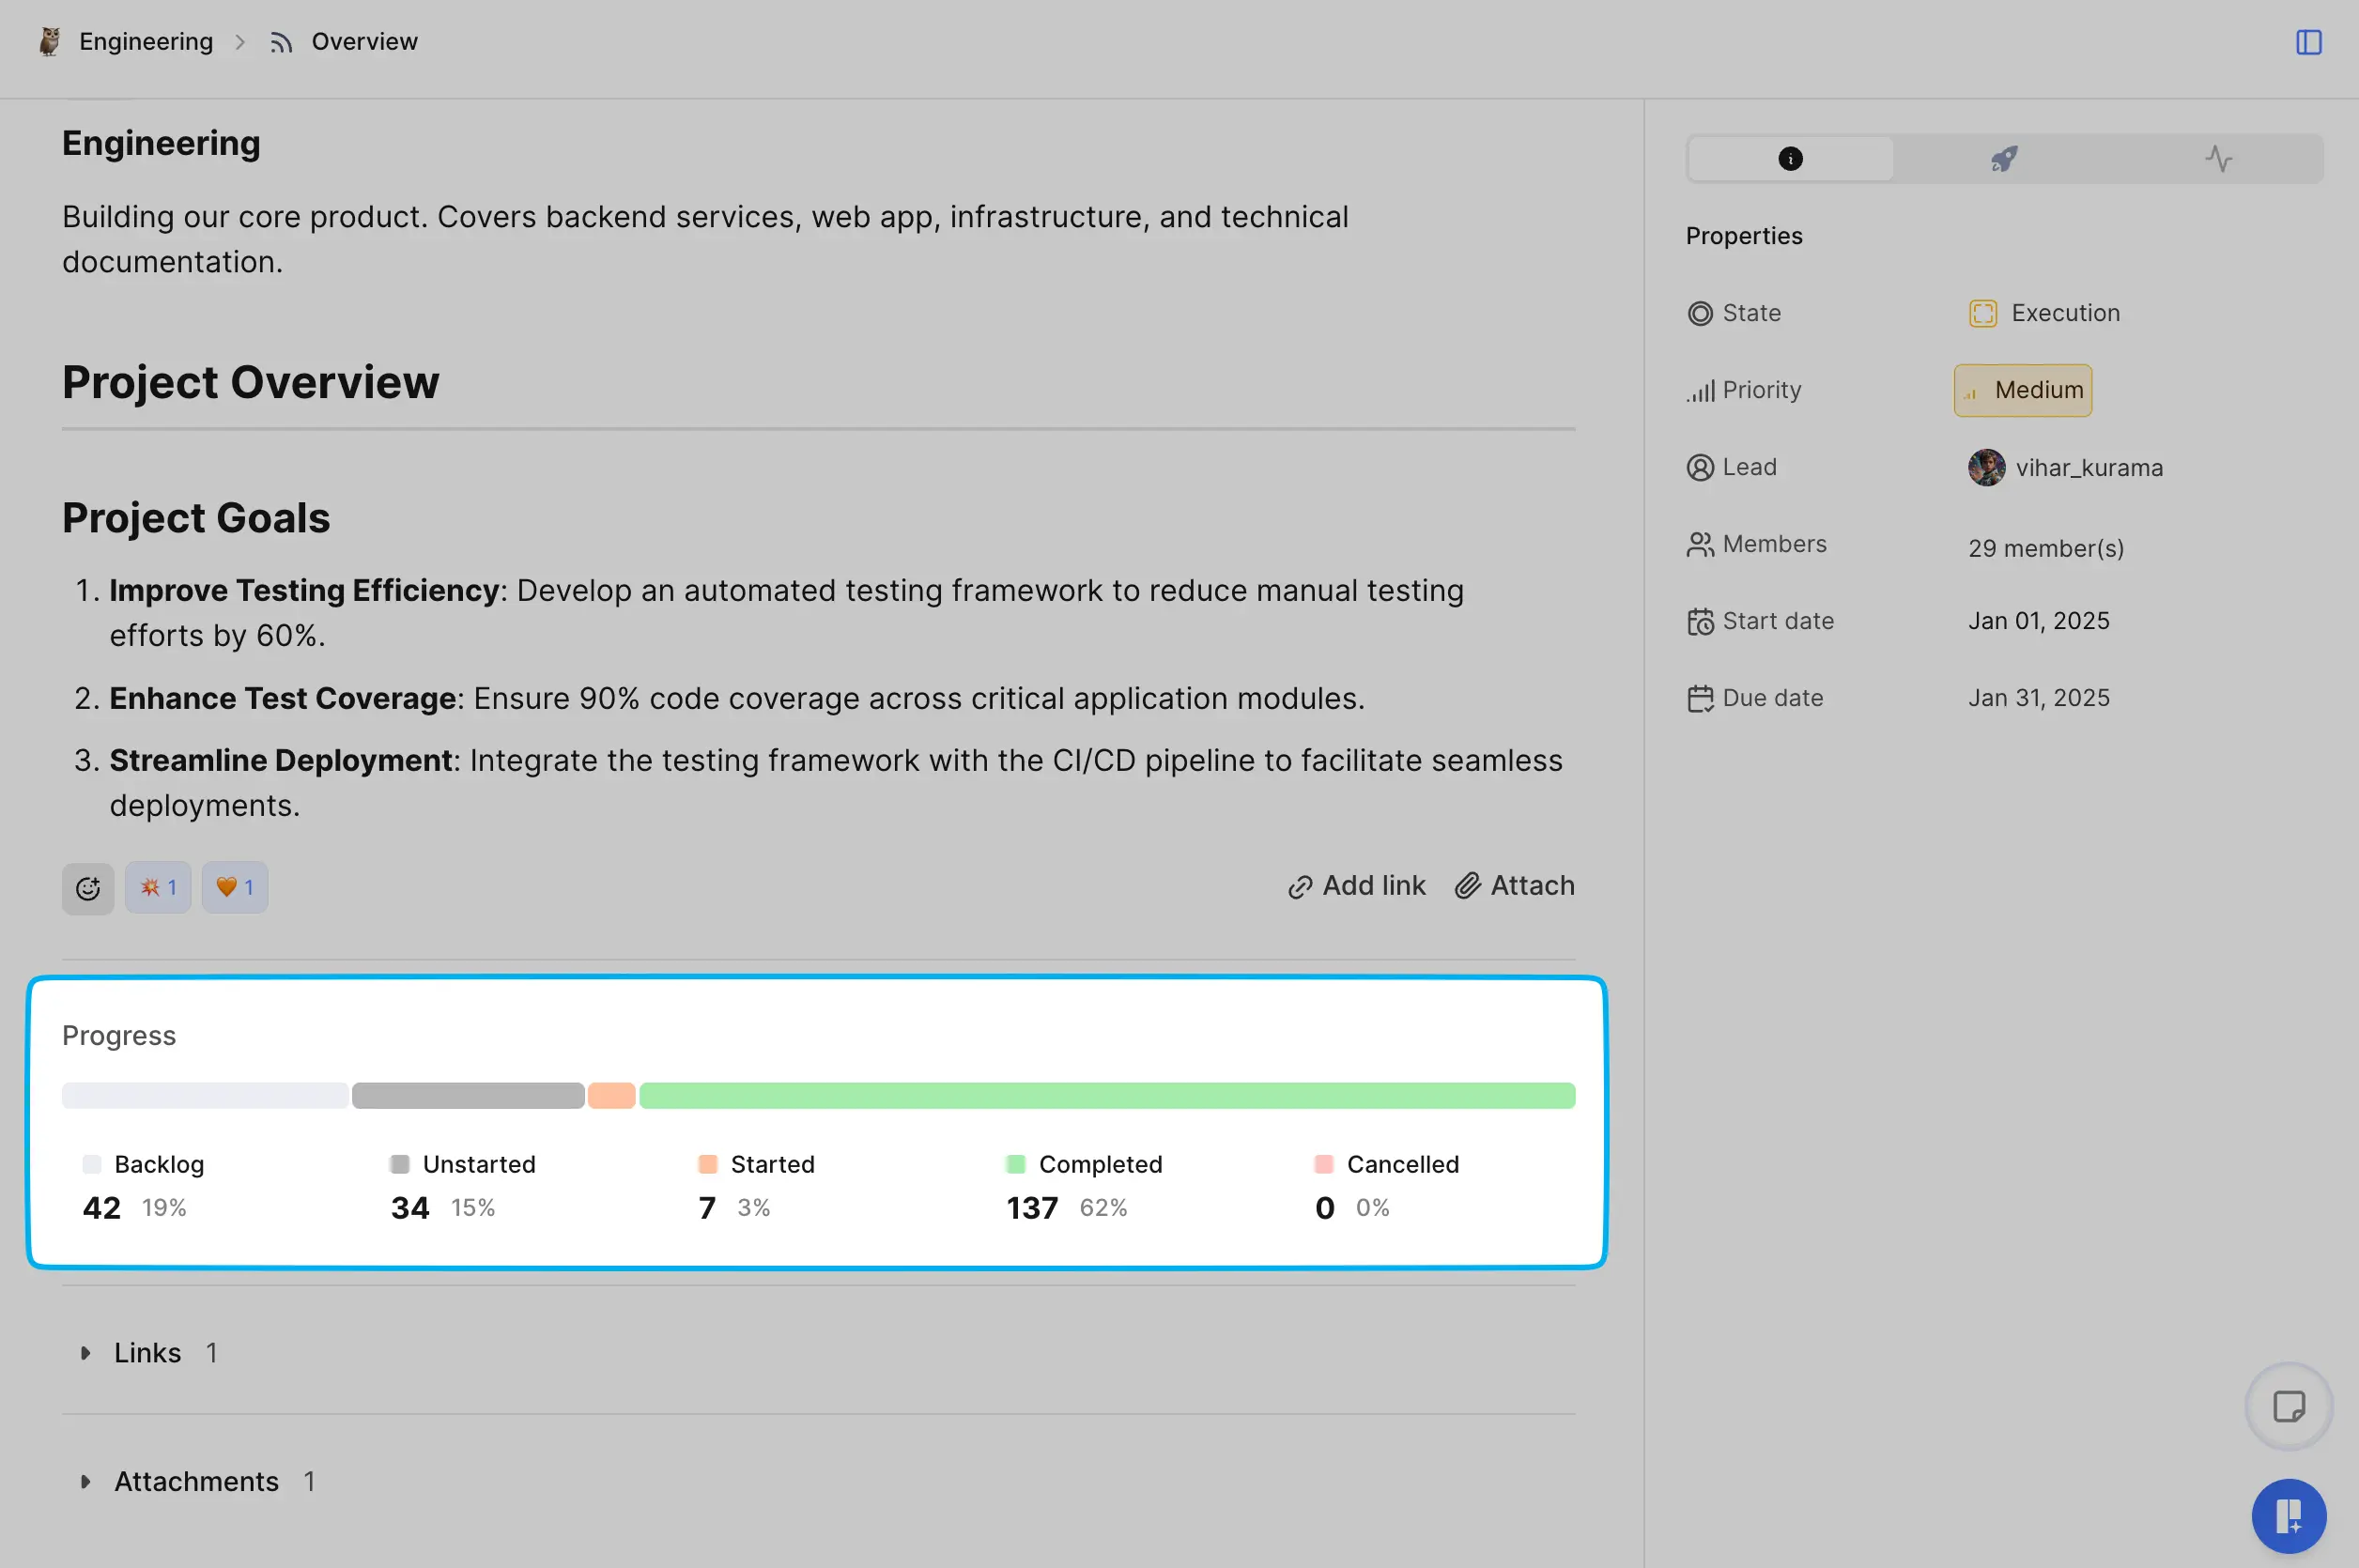 Engineering > Overview
Engineering
Building our core product. Covers backend services, web app, infrastructure, and technical
documentation.
Project Overview
Project Goals
1. Improve Testing Efficiency: Develop an automated testing framework to reduce manual testing
efforts by 60%.
2. Enhance Test Coverage: Ensure 90% code coverage across critical application modules.
3. Streamline Deployment: Integrate the testing framework with the CI/CD pipeline to facilitate seamless
deployments.
💥 1 🧡 1
Add link Attach
Progress
Backlog Unstarted Started Completed Cancelled
42 19% 34 15% 7 3% 137 62% 0 0%
Links 1
Attachments 1
Properties
State Execution
Priority Medium
Lead vihar_kurama
Members 29 member(s)
Start date Jan 01, 2025
Due date Jan 31, 2025